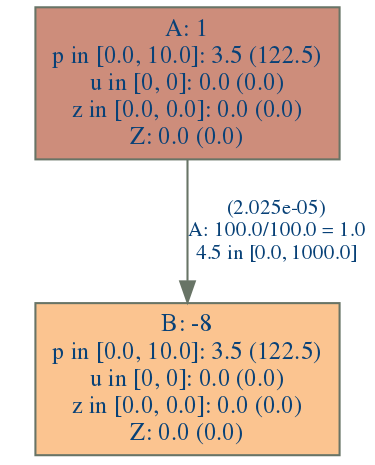 A: 1
p in [0.0, 10.0]: 3.5 (122.5)
u in [0, 0]: 0.0 (0.0)
z in [0.0, 0.0]: 0.0 (0.0)
Z: 0.0 (0.0)
(2.025e-05)
A: 100.0/100.0 = 1.0
4.5 in [0.0, 1000.0]
B: -8
p in [0.0, 10.0]: 3.5 (122.5)
u in [0, 0]: 0.0 (0.0)
z in [0.0, 0.0]: 0.0 (0.0)
Z: 0.0 (0.0)